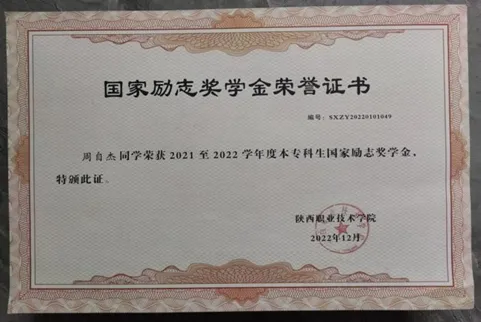 国家励志奖学金荣誉证书
编号：SXZY20220101049
周自杰同学荣获2021至2022学年度本专科生国家励志奖学金，
特颁此证。
陕西职业技术学院
2022年12月